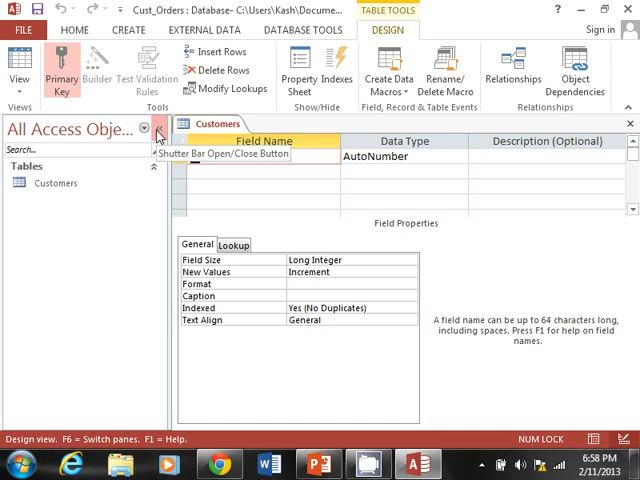 Cust_Orders : Database- C:\Users\Kash\Docume...
TABLE TOOLS
Sign in
FILE HOME CREATE EXTERNAL DATA DATABASE TOOLS DESIGN
View
Primary Key
Builder
Test Validation Rules
Insert Rows
Delete Rows
Modify Lookups
Property Sheet
Indexes
Create Data Macros
Rename/ Delete Macro
Relationships
Object Dependencies
Views
Tools
Show/Hide
Field, Record & Table Events
Relationships
All Access Obje...
Search...
Tables
Customers
Shutter Bar Open/Close Button
Customers
Field Name Data Type Description (Optional)
AutoNumber
Field Properties
General Lookup
Field Size Long Integer
New Values Increment
Format
Caption
Indexed Yes (No Duplicates)
Text Align General
A field name can be up to 64 characters long,
including spaces. Press F1 for help on field
names.
Design view. F6 = Switch panes. F1 = Help.
NUM LOCK
6:58 PM
2/11/2013